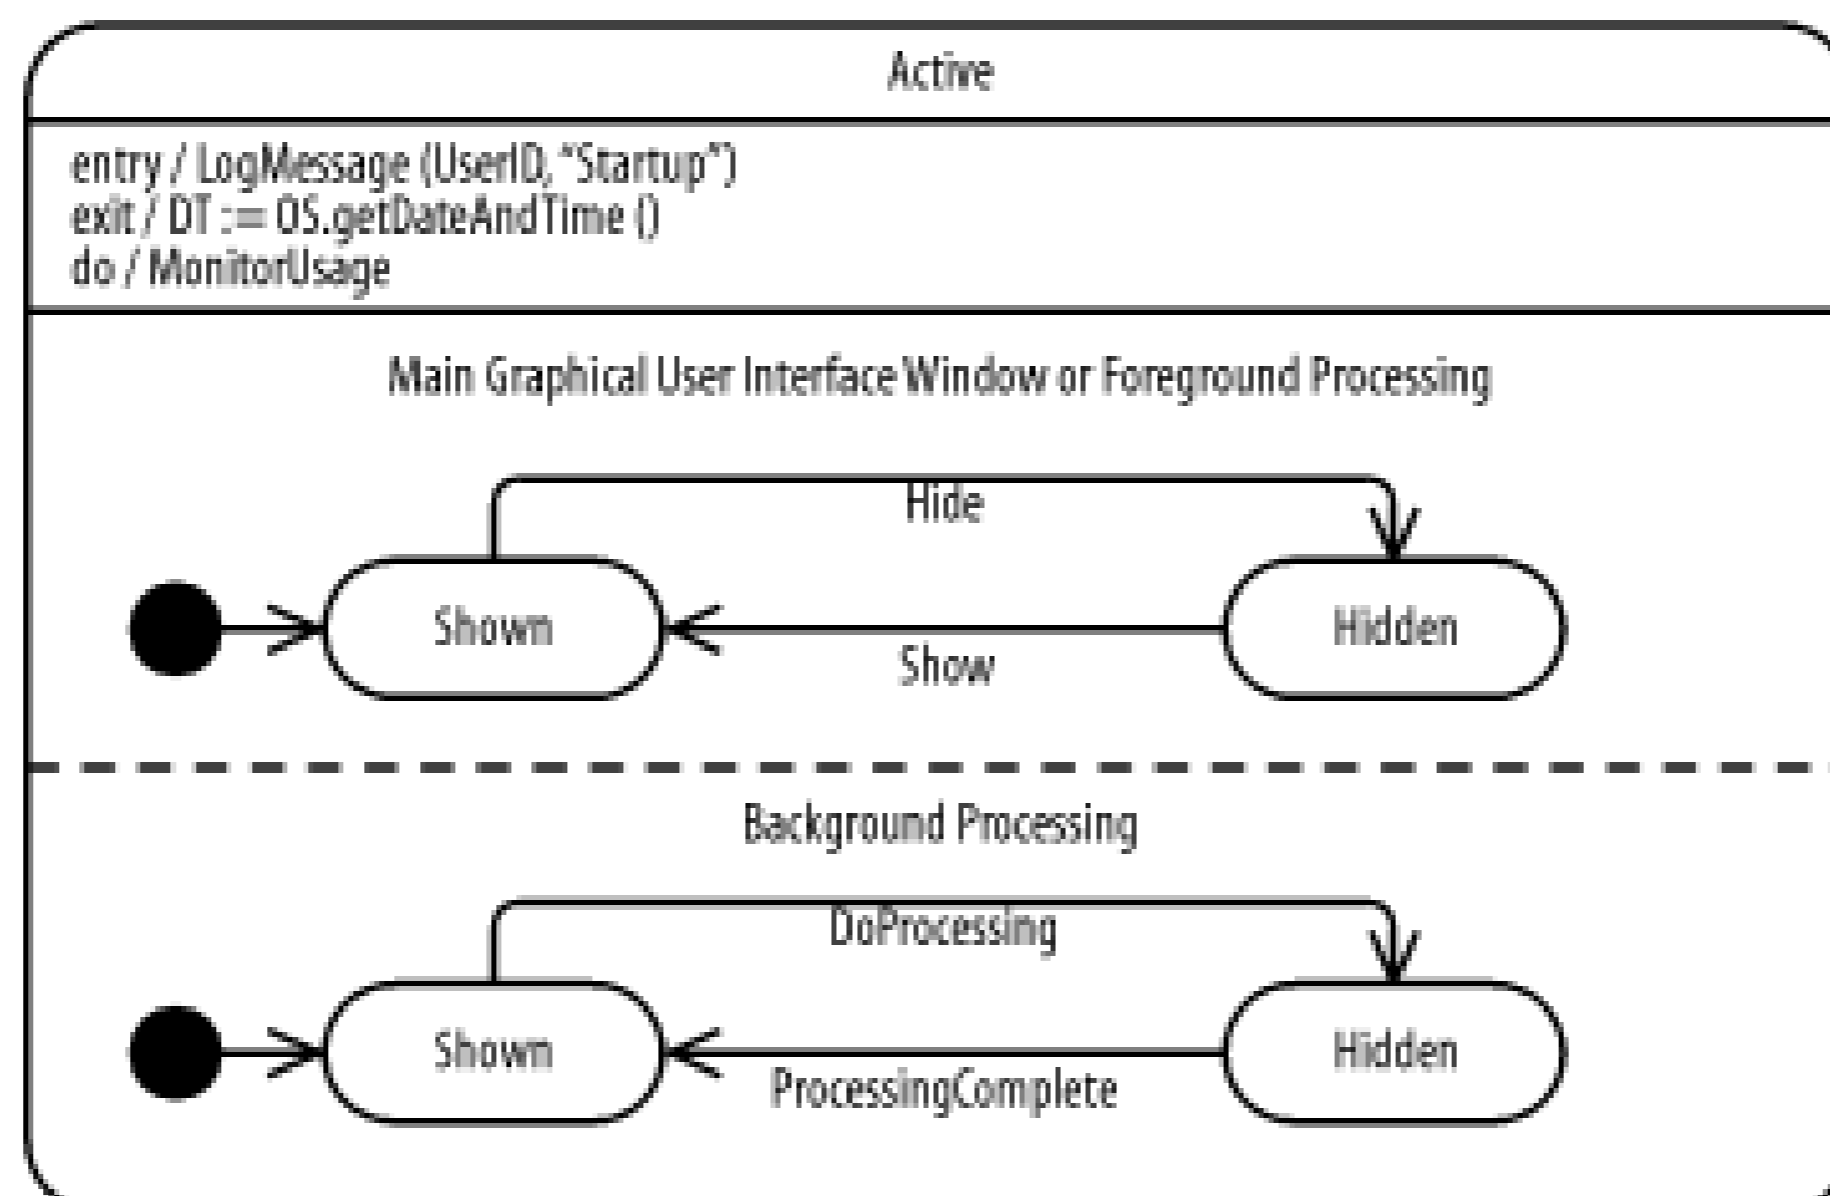 Active
entry / LogMessage (UserID, “Startup”)
exit / DT := OS.getDateAndTime ()
do / MonitorUsage
Main Graphical User Interface Window or Foreground Processing
Hide
Shown
Hidden
Show
Background Processing
DoProcessing
Shown
Hidden
ProcessingComplete